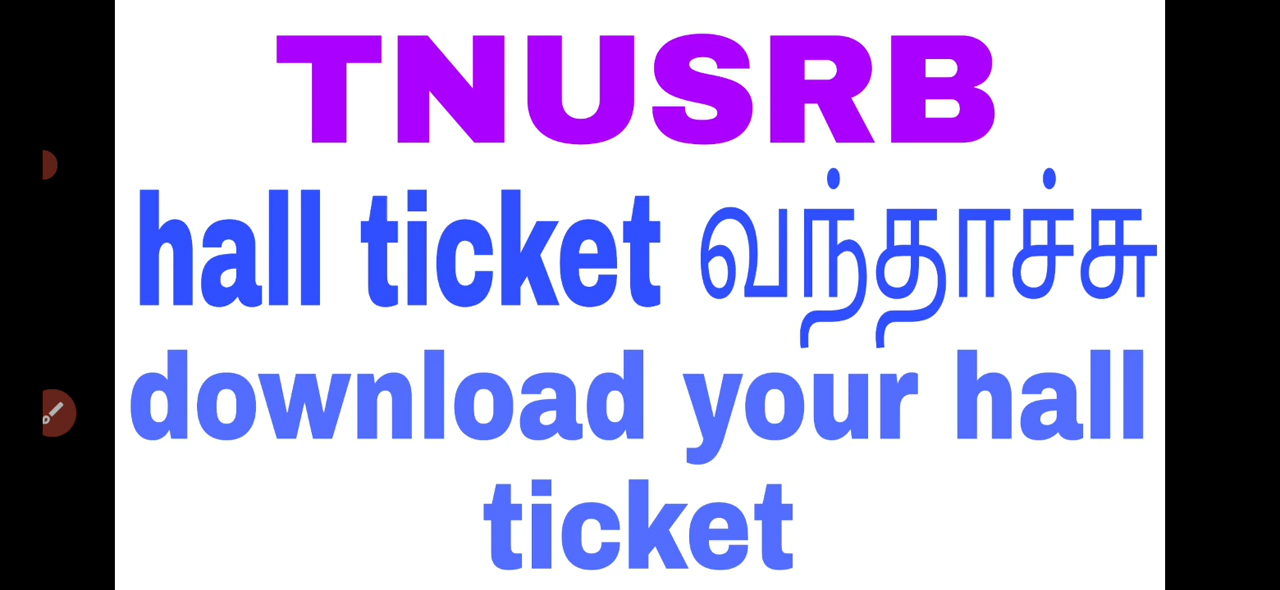 TNUSRB
hall ticket வந்தாச்சு
download your hall
ticket